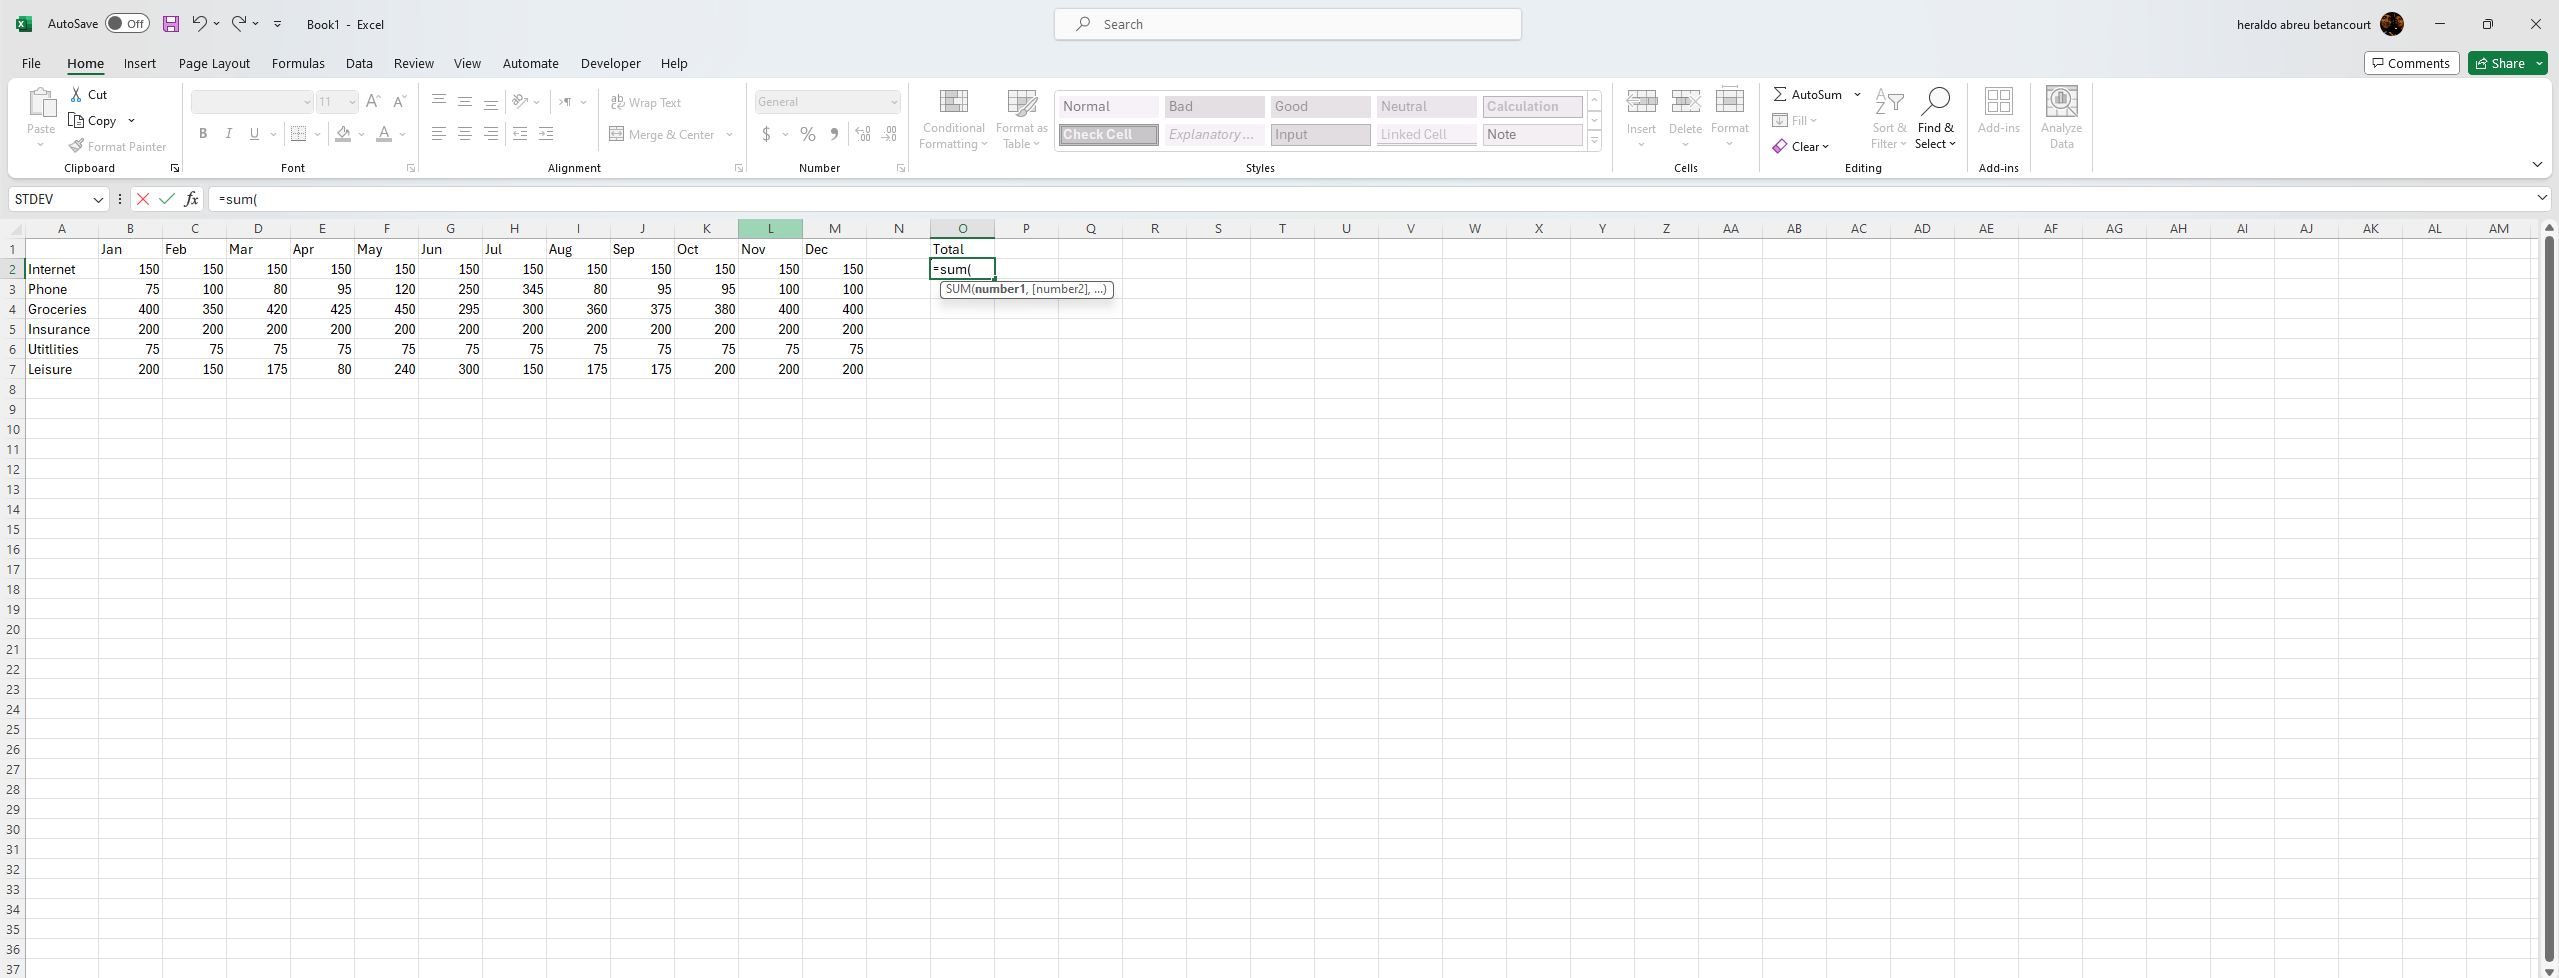 AutoSave Off Book1 - Excel Search heraldo abreu betancourt
File Home Insert Page Layout Formulas Data Review View Automate Developer Help Comments Share
Paste Cut Copy Format Painter Clipboard
11 B I U A Font
Wrap Text Merge & Center Alignment
General $ % Number
Conditional Formatting Format as Table
Normal Bad Good Neutral Calculation
Check Cell Explanatory ... Input Linked Cell Note
Styles
Insert Delete Format Cells
AutoSum Fill Clear Sort & Filter Find & Select Editing
Add-ins Add-ins
Analyze Data
STDEV fx =sum(
A B C D E F G H I J K L M N O P Q R S T U V W X Y Z AA AB AC AD AE AF AG AH AI AJ AK AL AM
1 Jan Feb Mar Apr May Jun Jul Aug Sep Oct Nov Dec Total
2 Internet 150 150 150 150 150 150 150 150 150 150 150 150 =sum(
3 Phone 75 100 80 95 120 250 345 80 95 95 100 100 SUM(number1, [number2], ...)
4 Groceries 400 350 420 425 450 295 300 360 375 380 400 400
5 Insurance 200 200 200 200 200 200 200 200 200 200 200 200
6 Utitlities 75 75 75 75 75 75 75 75 75 75 75 75
7 Leisure 200 150 175 80 240 300 150 175 175 200 200 200
8
9
10
11
12
13
14
15
16
17
18
19
20
21
22
23
24
25
26
27
28
29
30
31
32
33
34
35
36
37